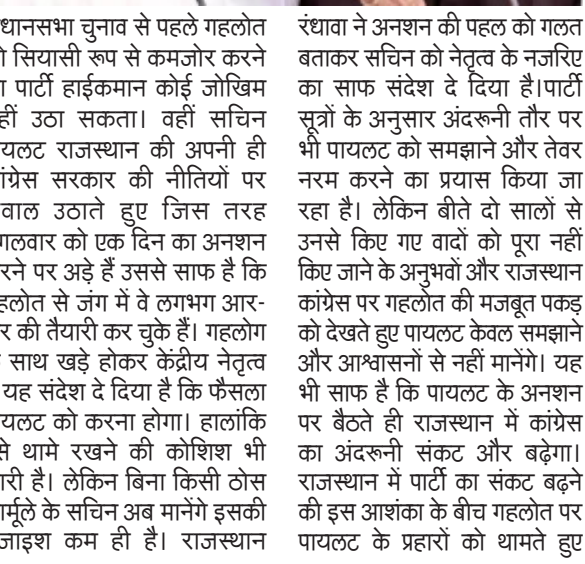 धानसभा चुनाव से पहले गहलोत
सियासी रूप से कमजोर करने
पार्टी हाईकमान कोई जोखिम
हीं उठा सकता। वहीं सचिन
यलट राजस्थान की अपनी ही
ांग्रेस सरकार की नीतियों पर
वाल उठाते हुए जिस तरह
गलवार को एक दिन का अनशन
रने पर अड़े हैं उससे साफ है कि
हलोत से जंग में वे लगभग आर-
र की तैयारी कर चुके हैं। गहलोग
साथ खड़े होकर केंद्रीय नेतृत्व
यह संदेश दे दिया है कि फैसला
यलट को करना होगा। हालांकि
से थामे रखने की कोशिश भी
री है। लेकिन बिना किसी ठोस
र्मूले के सचिन अब मानेंगे इसकी
जाइश कम ही है। राजस्थान
रंधावा ने अनशन की पहल को गलत
बताकर सचिन को नेतृत्व के नजरिए
का साफ संदेश दे दिया है।पार्टी
सूत्रों के अनुसार अंदरूनी तौर पर
भी पायलट को समझाने और तेवर
नरम करने का प्रयास किया जा
रहा है। लेकिन बीते दो सालों से
उनसे किए गए वादों को पूरा नहीं
किए जाने के अनुभवों और राजस्थान
कांग्रेस पर गहलोत की मजबूत पकड़
को देखते हुए पायलट केवल समझाने
और आश्वासनों से नहीं मानेंगे। यह
भी साफ है कि पायलट के अनशन
पर बैठते ही राजस्थान में कांग्रेस
का अंदरूनी संकट और बढ़ेगा।
राजस्थान में पार्टी का संकट बढ़ने
की इस आशंका के बीच गहलोत पर
पायलट के प्रहारों को थामते हुए